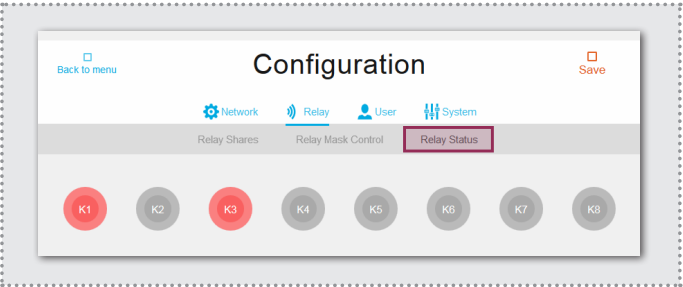 Back to menu
Configuration
Save
Network Relay User System
Relay Shares Relay Mask Control Relay Status
K1 K2 K3 K4 K5 K6 K7 K8